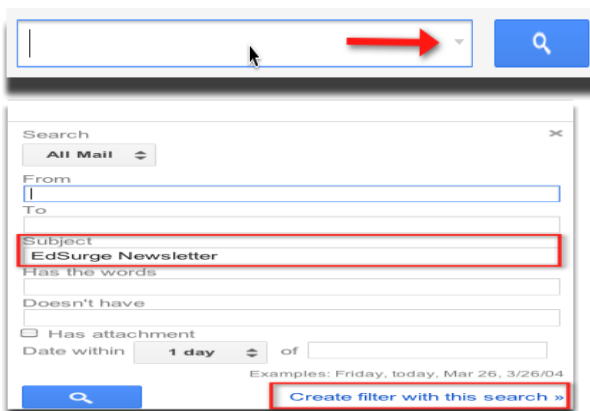 Search
All Mail
From
To
Subject
EdSurge Newsletter
Has the words
Doesn't have
Has attachment
Date within 1 day of
Examples: Friday, today, Mar 26, 3/26/04
Create filter with this search »